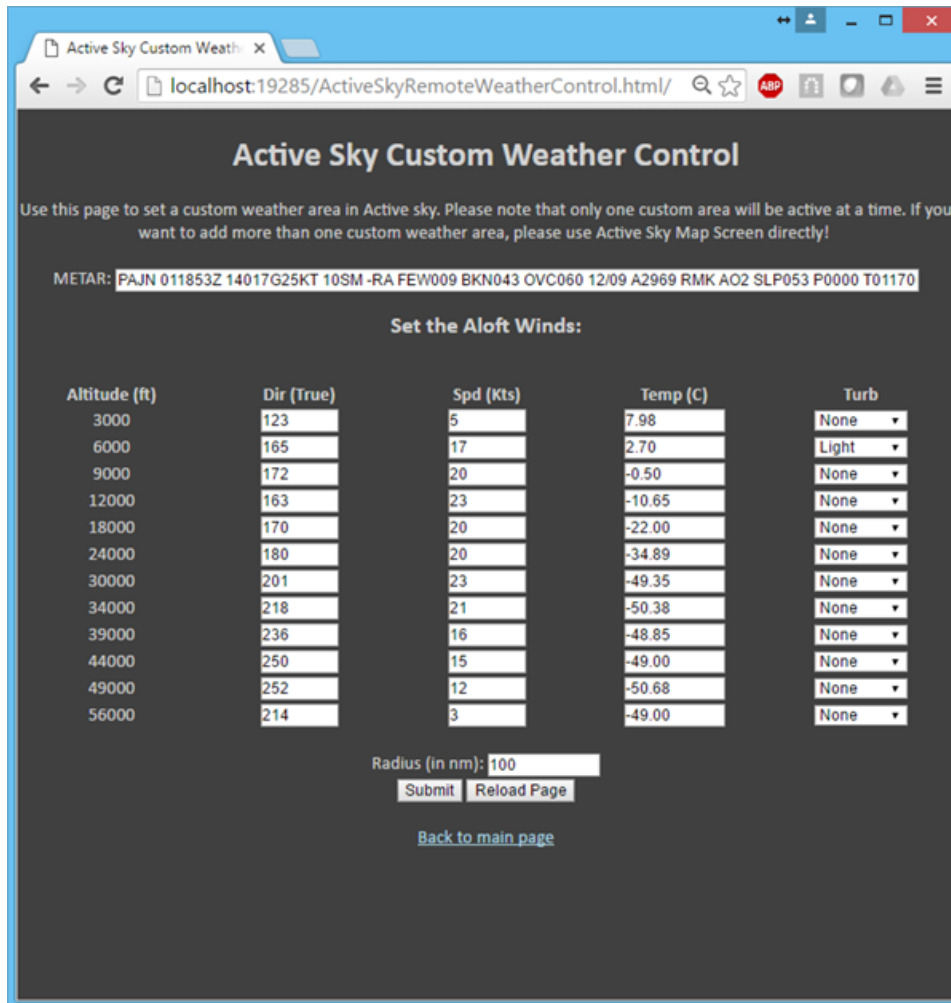 Active Sky Custom Weath
localhost:19285/ActiveSkyRemoteWeatherControl.html/
ABP
Active Sky Custom Weather Control
Use this page to set a custom weather area in Active sky. Please note that only one custom area will be active at a time. If you
want to add more than one custom weather area, please use Active Sky Map Screen directly!
METAR: PAJN 011853Z 14017G25KT 10SM -RA FEW009 BKN043 OVC060 12/09 A2969 RMK AO2 SLP053 P0000 T01170
Set the Aloft Winds:
Altitude (ft) Dir (True) Spd (Kts) Temp (C) Turb
3000 123 5 7.98 None
6000 165 17 2.70 Light
9000 172 20 -0.50 None
12000 163 23 -10.65 None
18000 170 20 -22.00 None
24000 180 20 -34.89 None
30000 201 23 -49.35 None
34000 218 21 -50.38 None
39000 236 16 -48.85 None
44000 250 15 -49.00 None
49000 252 12 -50.68 None
56000 214 3 -49.00 None
Radius (in nm): 100
Submit Reload Page
Back to main page